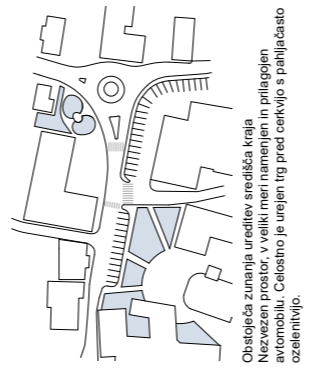 Obstoječa zunanja ureditev središča kraja
Nezvezen prostor, v veliki meri namenjen in prilagojen
avtomobilu. Celostno je urejen trg pred cerkvijo s pahljačasto
ozelenitvijo.